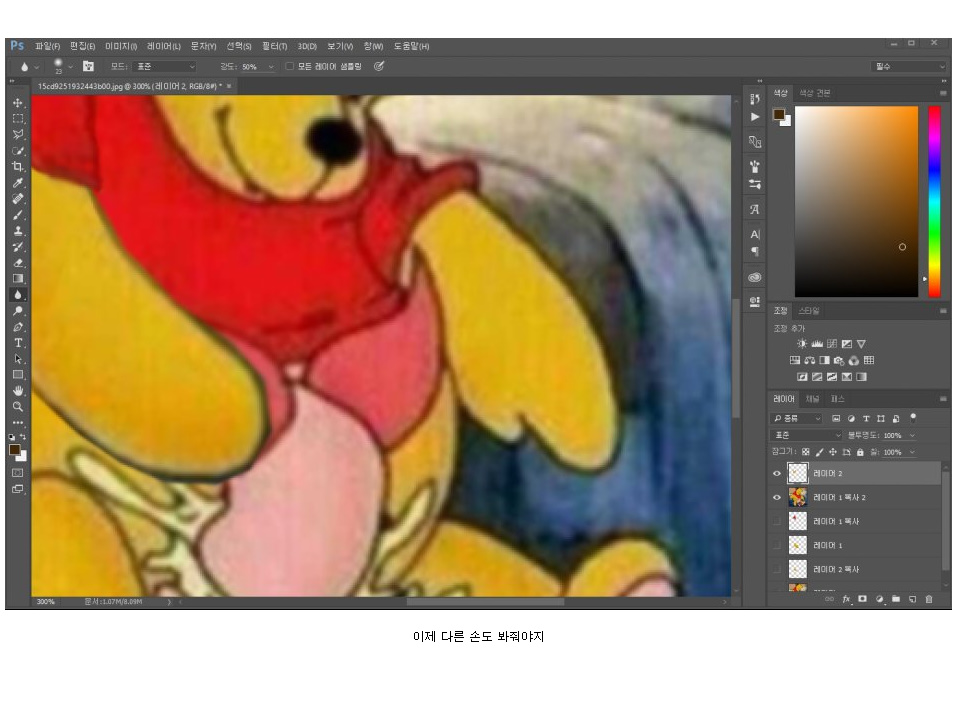 Ps 파일(F) 편집(E) 이미지(I) 레이어(L) 문자(Y) 선택(S) 필터(T) 3D(D) 보기(V) 창(W) 도움말(H)
23 모드: 표준 강도: 50% 모든 레이어 샘플링 필수
15cd9251932443b00.jpg @ 300% (레이어 2, RGB/8#) * ×
색상 색상 견본
조정 스타일
조정 추가
레이어 채널 패스
종류
표준 불투명도: 100%
잠그기: 칠: 100%
레이어 2
레이어 1 복사 2
레이어 1 복사
레이어 1
레이어 2 복사
300% 문서:1.07M/8.09M
fx
이제 다른 손도 봐줘야지